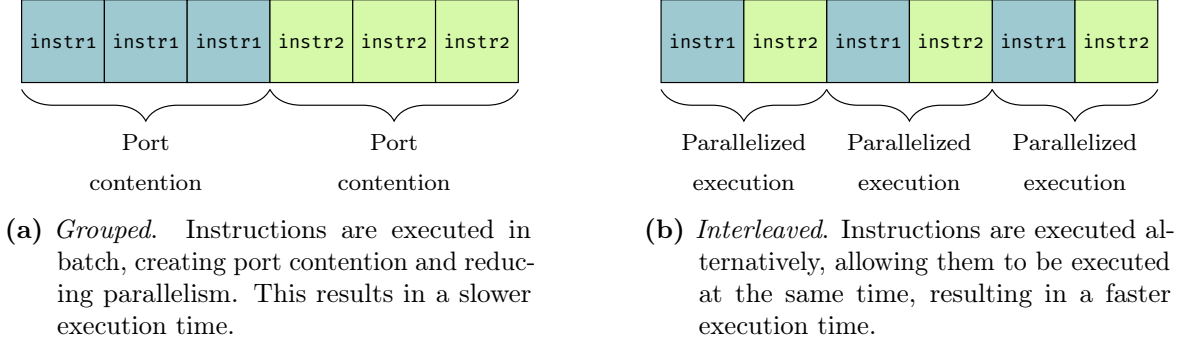 instr1 instr1 instr1 instr2 instr2 instr2
Port Port
contention contention
(a) Grouped. Instructions are executed in
batch, creating port contention and reduc-
ing parallelism. This results in a slower
execution time.
instr1 instr2 instr1 instr2 instr1 instr2
Parallelized Parallelized Parallelized
execution execution execution
(b) Interleaved. Instructions are executed al-
ternatively, allowing them to be executed
at the same time, resulting in a faster
execution time.